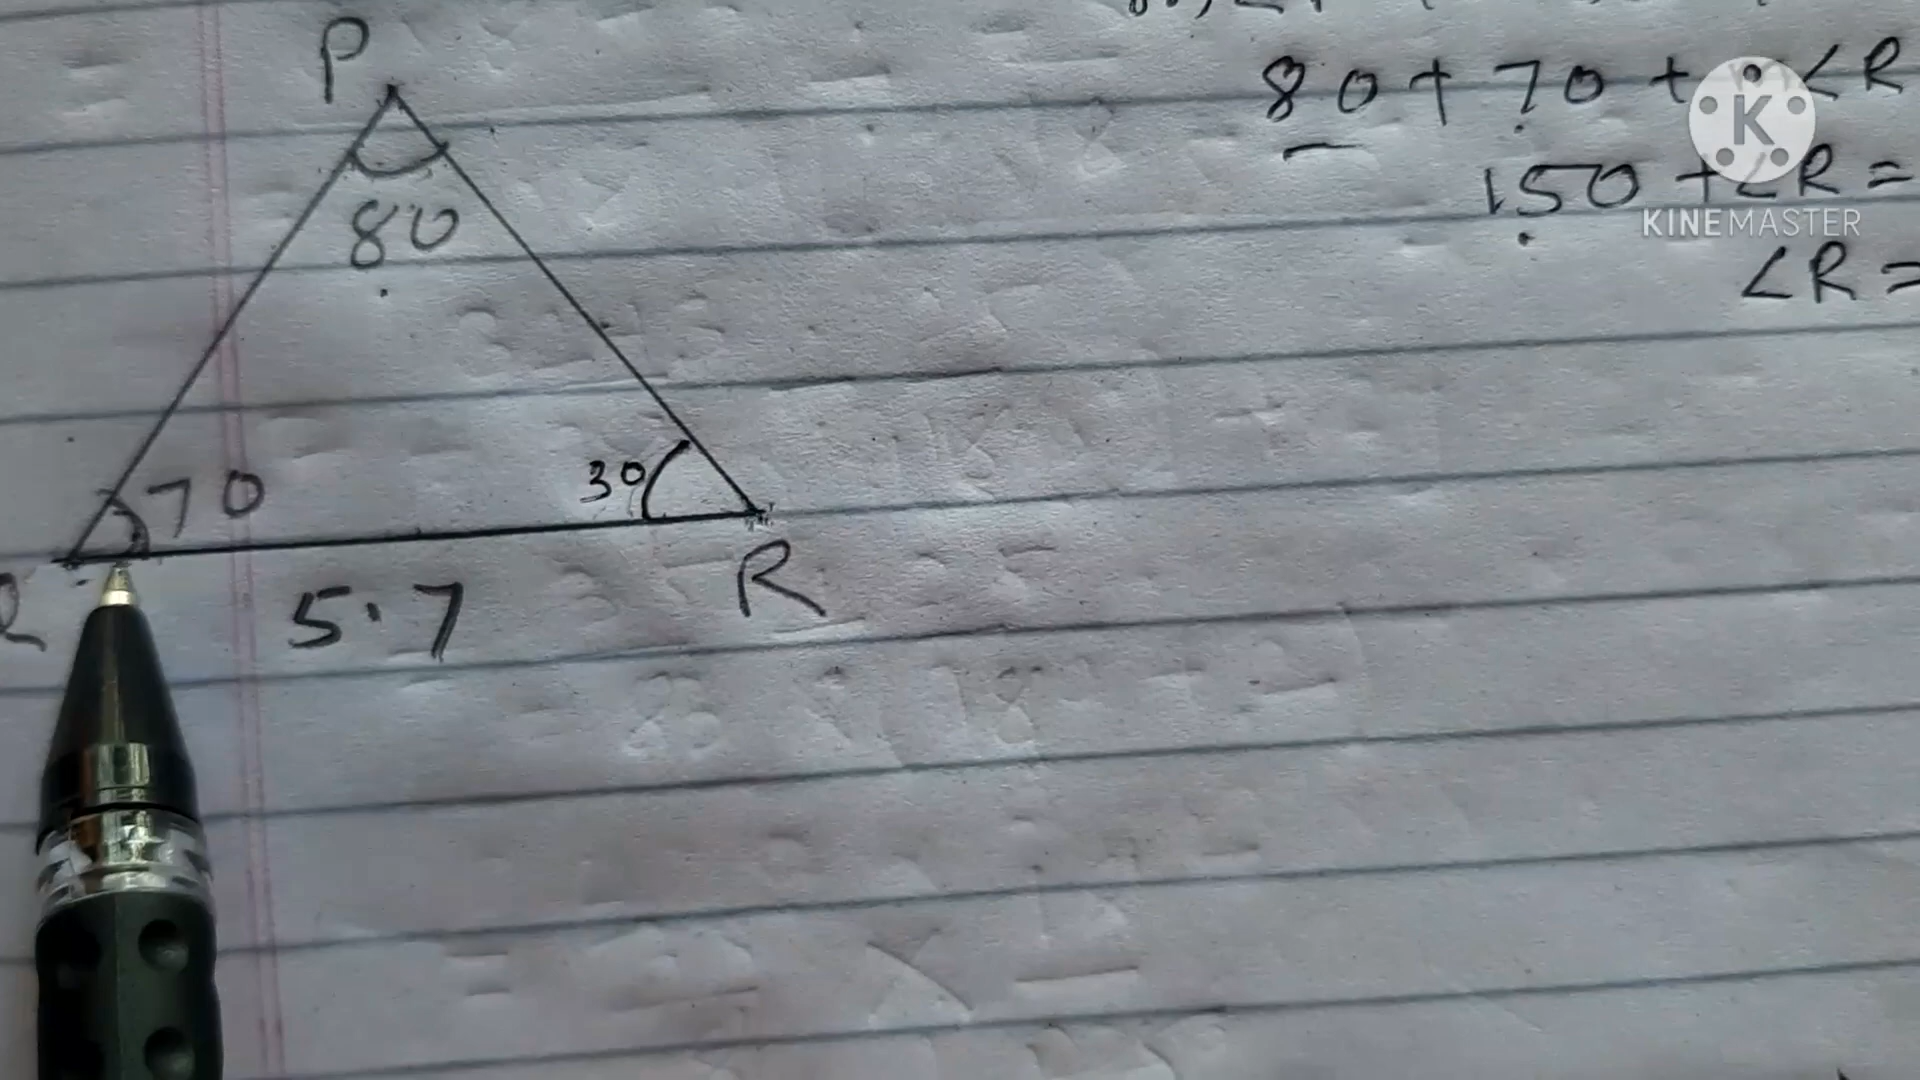 P
80 + 70 + <R
150 + <R =
80
<R =
70
30
5.7
R
K
KINEMASTER